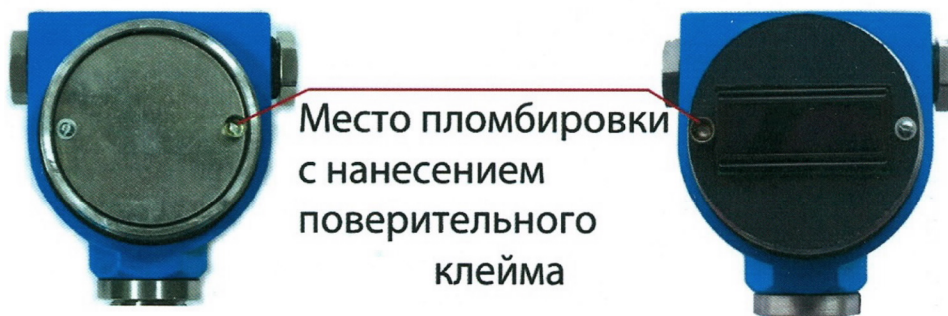 Место пломбировки
с нанесением
поверительного
клейма